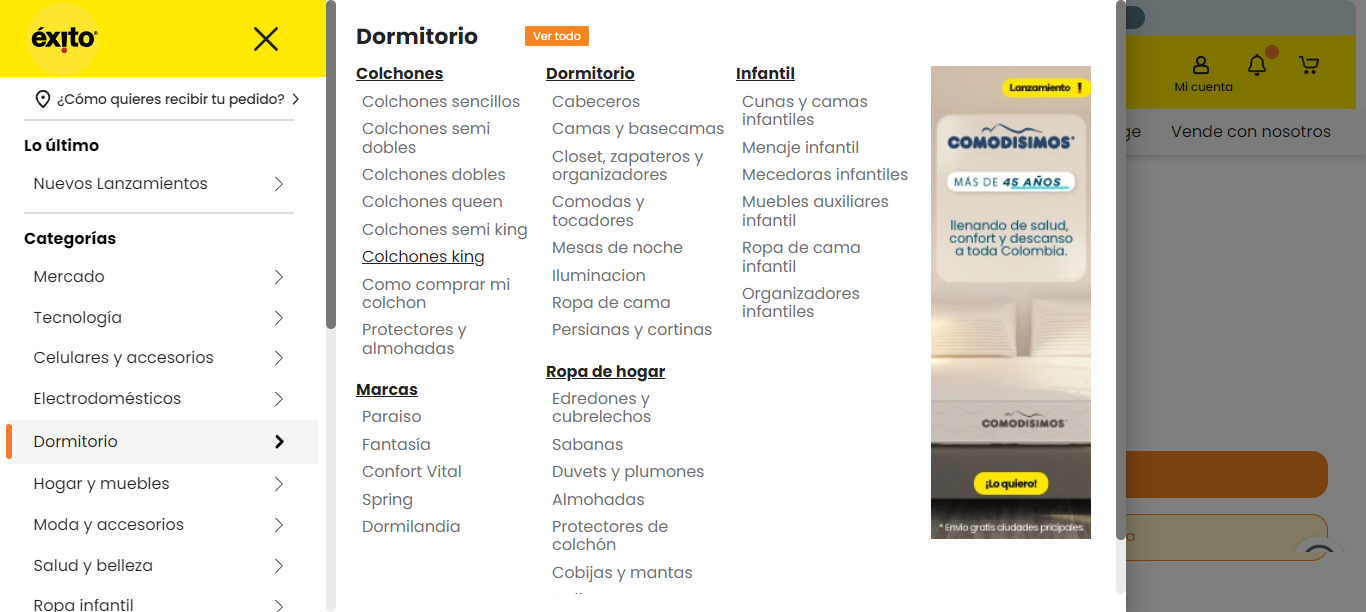 éxito
¿Cómo quieres recibir tu pedido?
Lo último
Nuevos Lanzamientos
Categorías
Mercado
Tecnología
Celulares y accesorios
Electrodomésticos
Dormitorio
Hogar y muebles
Moda y accesorios
Salud y belleza
Ropa infantil
Dormitorio
Ver todo
Colchones
Colchones sencillos
Colchones semi
dobles
Colchones dobles
Colchones queen
Colchones semi king
Colchones king
Como comprar mi
colchon
Protectores y
almohadas
Marcas
Paraiso
Fantasía
Confort Vital
Spring
Dormilandia
Dormitorio
Cabeceros
Camas y basecamas
Closet, zapateros y
organizadores
Comodas y
tocadores
Mesas de noche
Iluminacion
Ropa de cama
Persianas y cortinas
Ropa de hogar
Edredones y
cubrelechos
Sabanas
Duvets y plumones
Almohadas
Protectores de
colchón
Cobijas y mantas
Infantil
Cunas y camas
infantiles
Menaje infantil
Mecedoras infantiles
Muebles auxiliares
infantil
Ropa de cama
infantil
Organizadores
infantiles
Lanzamiento !
COMODISIMOS
MÁS DE 45 AÑOS
llenando de salud,
confort y descanso
a toda Colombia.
COMODISIMOS
¡Lo quiero!
* Envio gratis ciudades pricipales.
Mi cuenta
Vende con nosotros